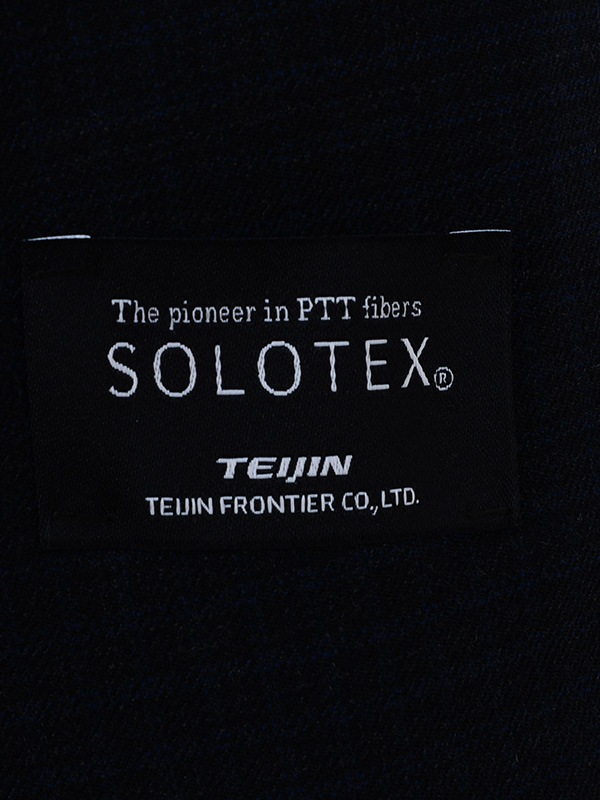 The pioneer in PTT fibers
SOLOTEX®
TEIJIN
TEIJIN FRONTIER CO.,LTD.